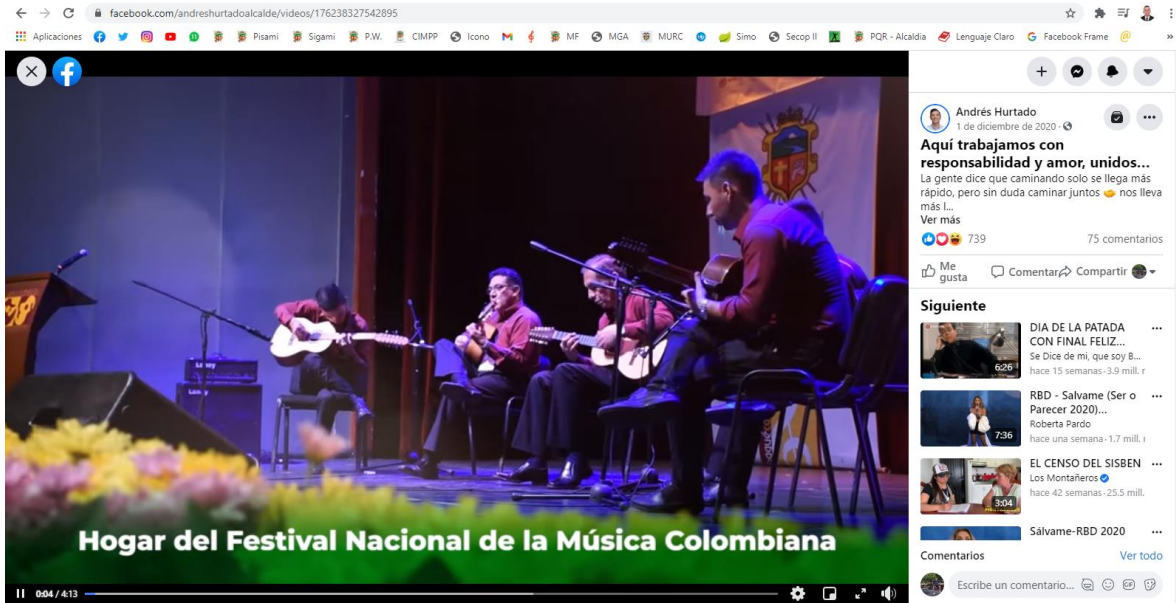 facebook.com/andreshurtadoalcalde/videos/176238327542895
Aplicaciones Pisami Sigami P.W. CIMPP Icono MF MGA MURC Simo Secop II PQR - Alcaldia Lenguaje Claro Facebook Frame »
Andrés Hurtado
1 de diciembre de 2020 ·
Aquí trabajamos con
responsabilidad y amor, unidos...
La gente dice que caminando solo se llega más
rápido, pero sin duda caminar juntos 🤝 nos lleva
más l...
Ver más
739 75 comentarios
Me gusta
Comentar Compartir
Siguiente
DIA DE LA PATADA
CON FINAL FELIZ...
Se Dice de mi, que soy B...
hace 15 semanas · 3.9 mill. r
6:26
RBD - Salvame (Ser o
Parecer 2020)...
Roberta Pardo
hace una semana · 1.7 mill. r
7:36
EL CENSO DEL SISBEN
Los Montañeros
hace 42 semanas · 25.5 mill.
3:04
Sálvame-RBD 2020
Comentarios Ver todo
Escribe un comentario...
GIF
Laney
Laney
Hogar del Festival Nacional de la Música Colombiana
0:04 / 4:13